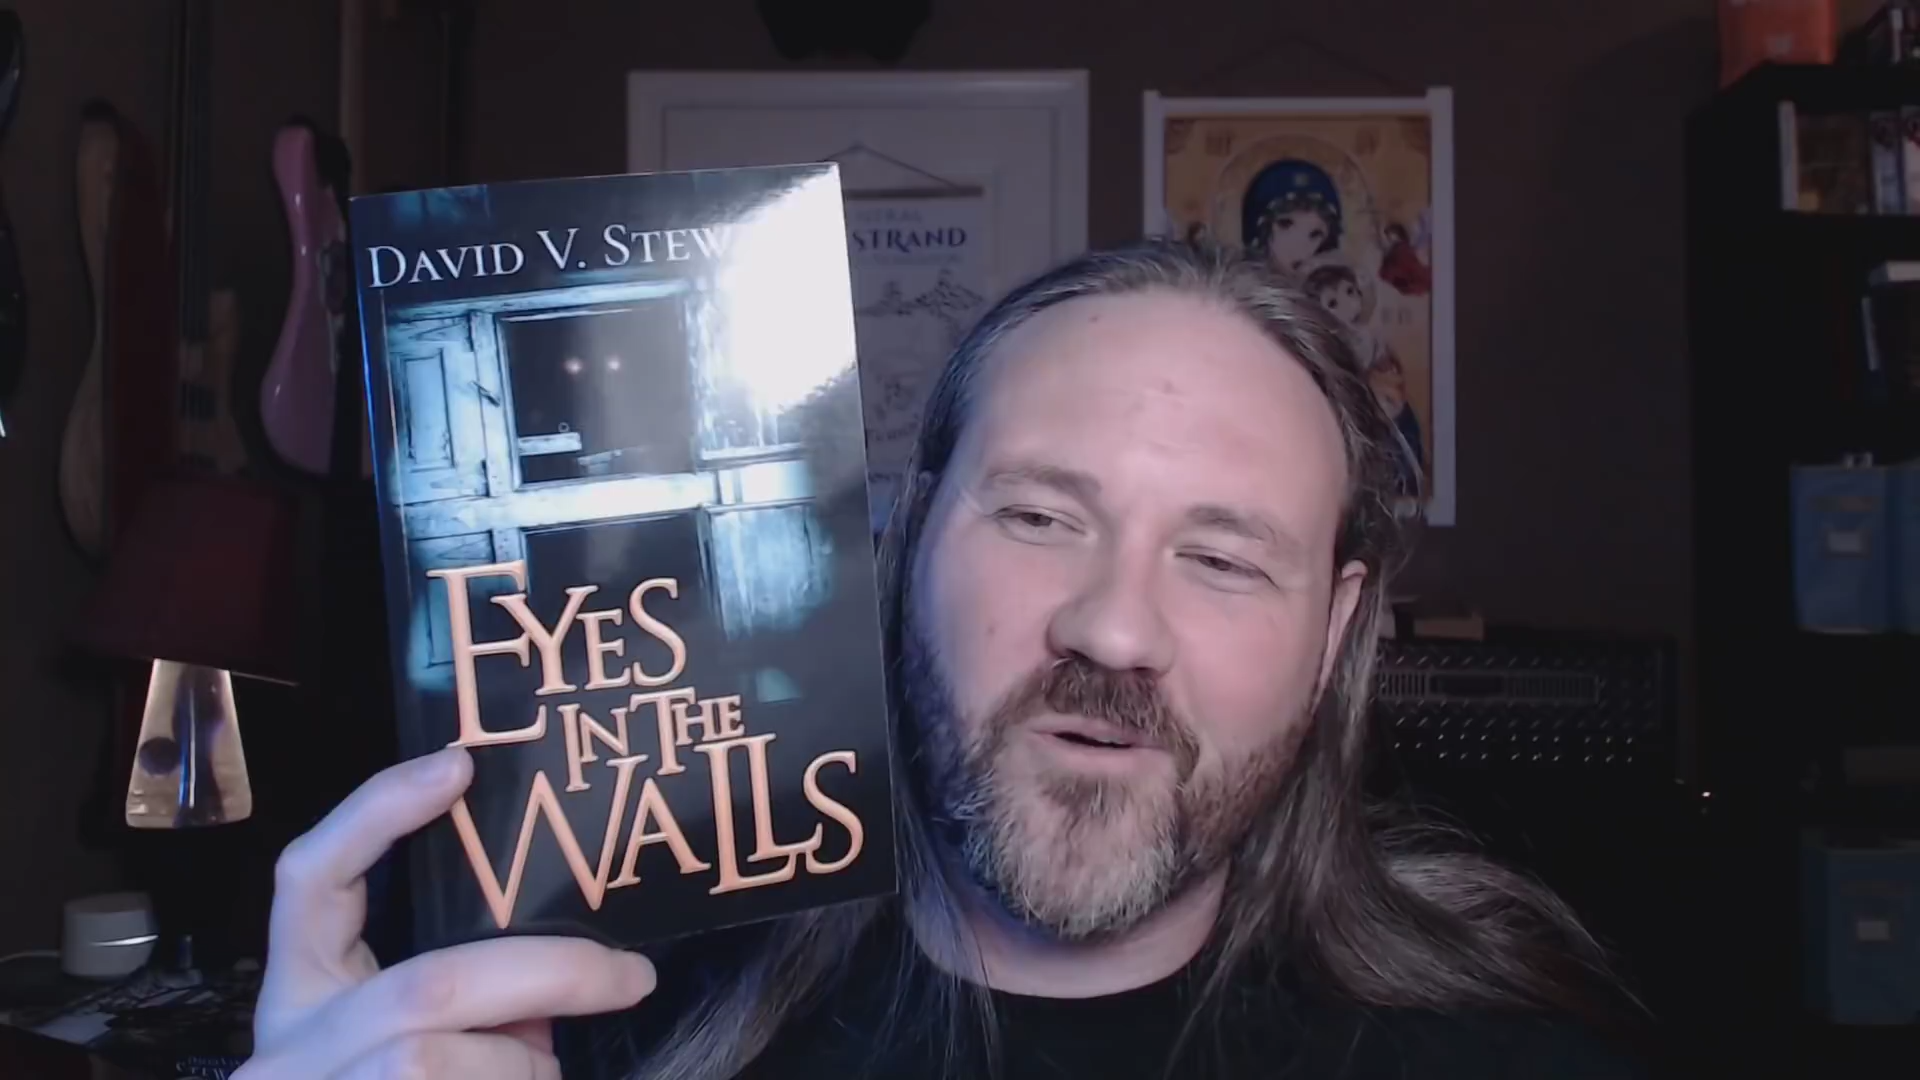 DAVID V. STEW
STRAND
EYES
IN THE
WALLS